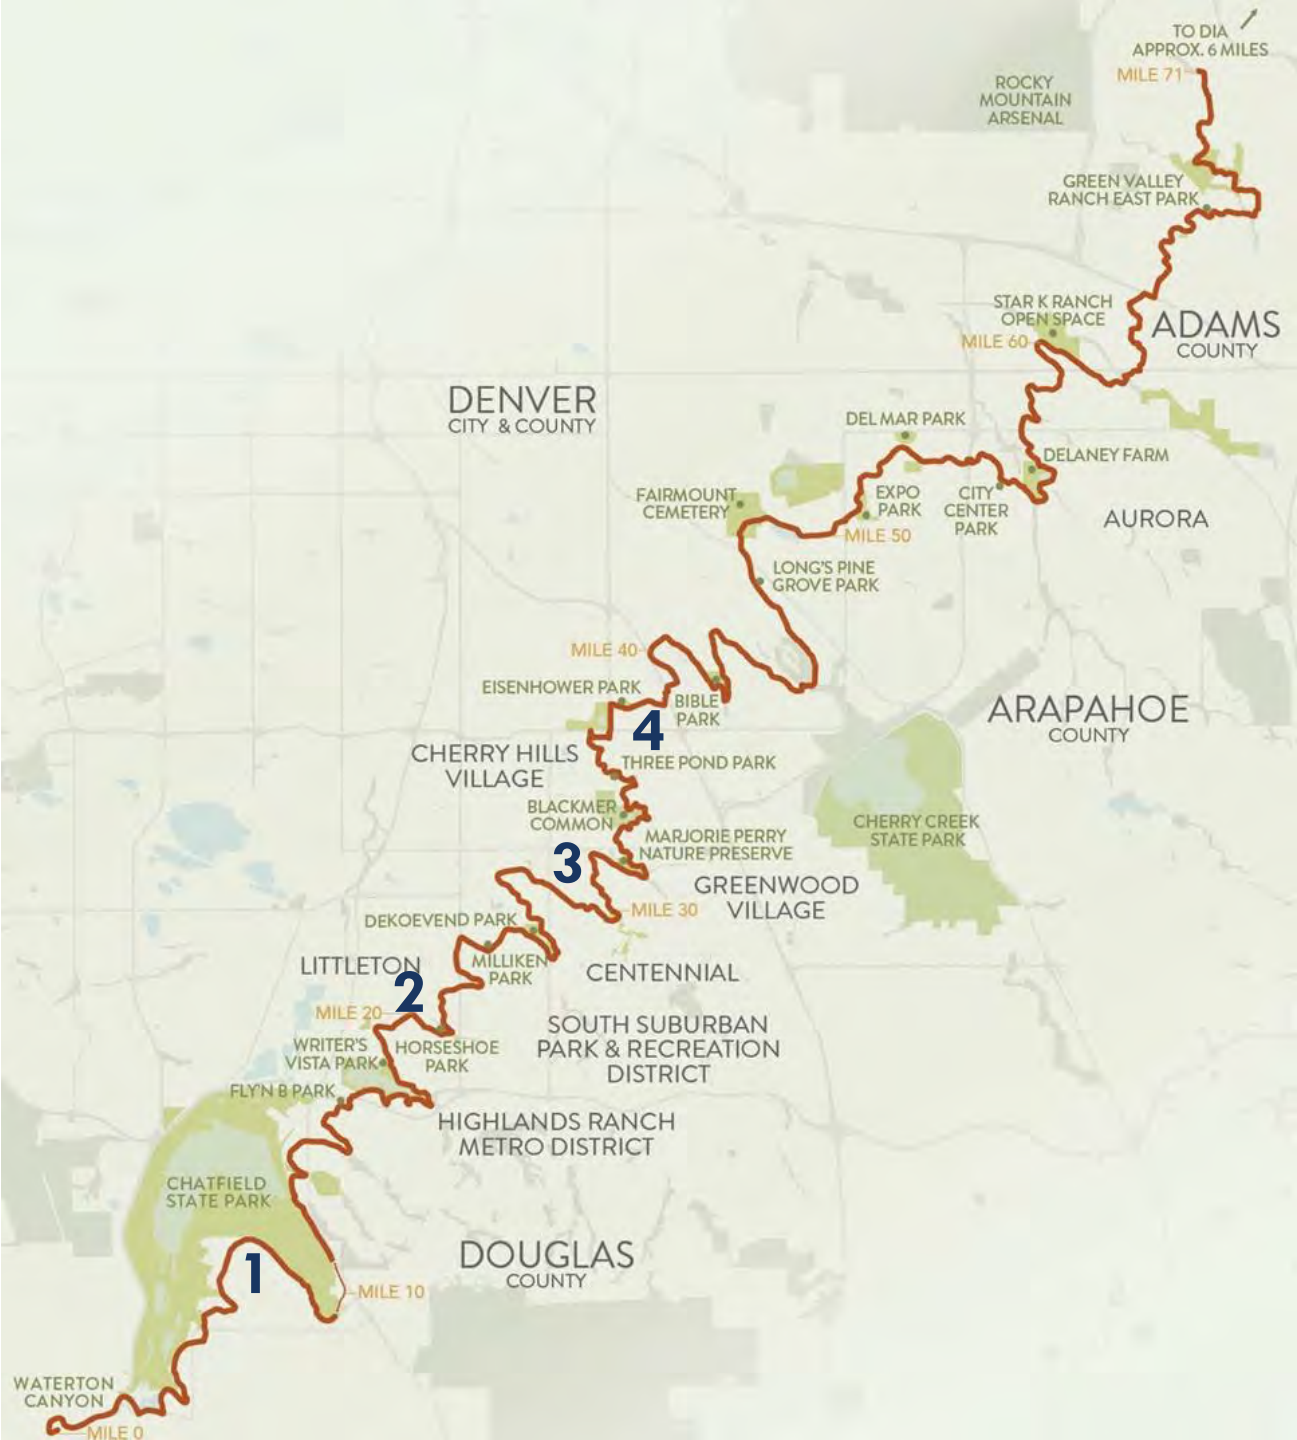 TO DIA
APPROX. 6 MILES
MILE 71
ROCKY
MOUNTAIN
ARSENAL
GREEN VALLEY
RANCH EAST PARK
STAR K RANCH
OPEN SPACE
MILE 60
ADAMS
COUNTY
DENVER
CITY & COUNTY
DEL MAR PARK
DELANEY FARM
FAIRMOUNT
CEMETERY
EXPO
PARK
CITY
CENTER
PARK
MILE 50
AURORA
LONG'S PINE
GROVE PARK
MILE 40
EISENHOWER PARK
BIBLE
PARK
4
ARAPAHOE
COUNTY
CHERRY HILLS
VILLAGE
THREE POND PARK
BLACKMER
COMMON
CHERRY CREEK
STATE PARK
MARJORIE PERRY
NATURE PRESERVE
3
GREENWOOD
VILLAGE
MILE 30
DEKOEVEND PARK
MILLIKEN
PARK
LITTLETON
2
CENTENNIAL
MILE 20
SOUTH SUBURBAN
PARK & RECREATION
DISTRICT
WRITER'S
VISTA PARK
HORSESHOE
PARK
FLY'N B PARK
HIGHLANDS RANCH
METRO DISTRICT
CHATFIELD
STATE PARK
1
DOUGLAS
COUNTY
MILE 10
WATERTON
CANYON
MILE 0